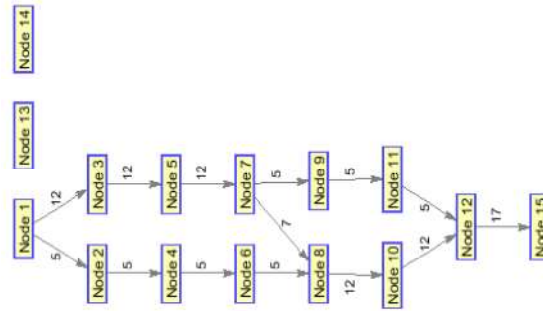 Node 1
Node 13
Node 14
12
5
Node 2
Node 3
5
12
Node 4
Node 5
5
12
Node 6
Node 7
5
7
5
Node 8
Node 9
12
5
Node 10
Node 11
12
5
Node 12
17
Node 15